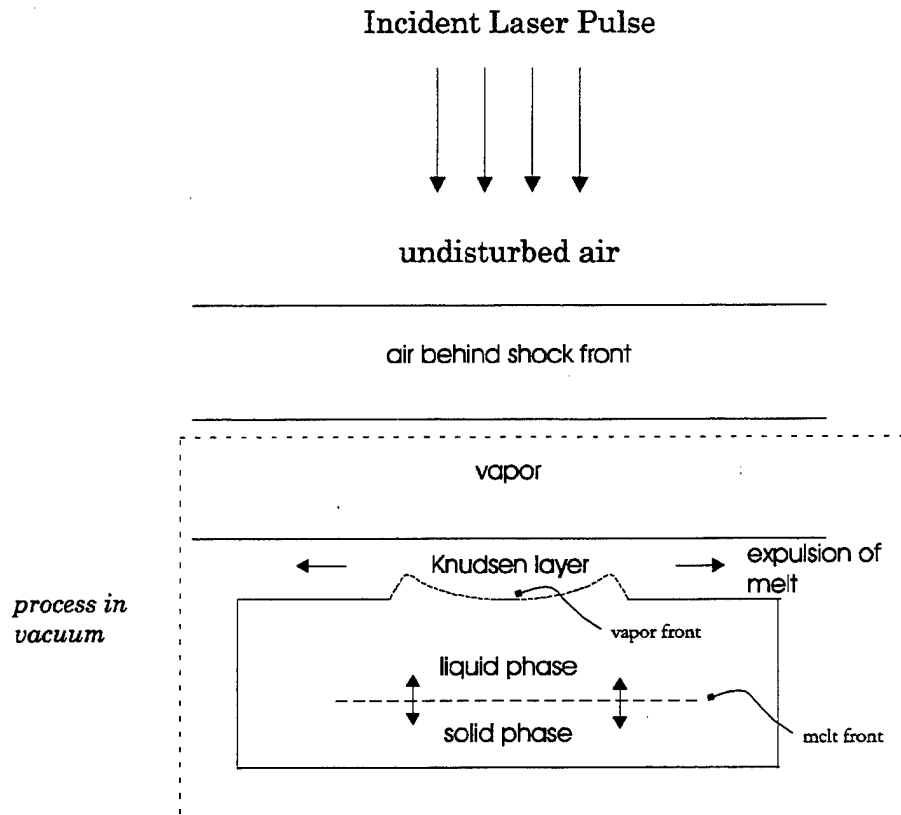 Incident Laser Pulse
undisturbed air
air behind shock front
vapor
Knudsen layer
expulsion of
melt
process in
vacuum
vapor front
liquid phase
solid phase
melt front